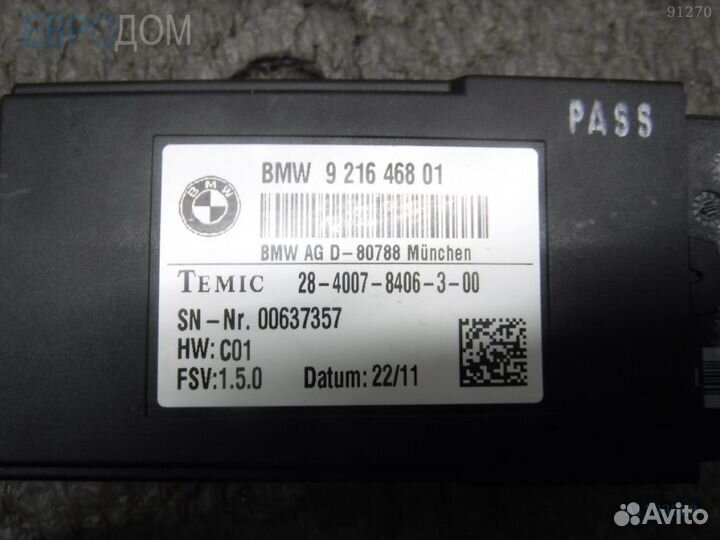 ЕВРОДОМ
91270
PASS
BMW 9 216 468 01
BMW
BMW AG D-80788 München
TEMIC 28-4007-8406-3-00
SN-Nr. 00637357
HW: C01
FSV:1.5.0 Datum: 22/11
Avito